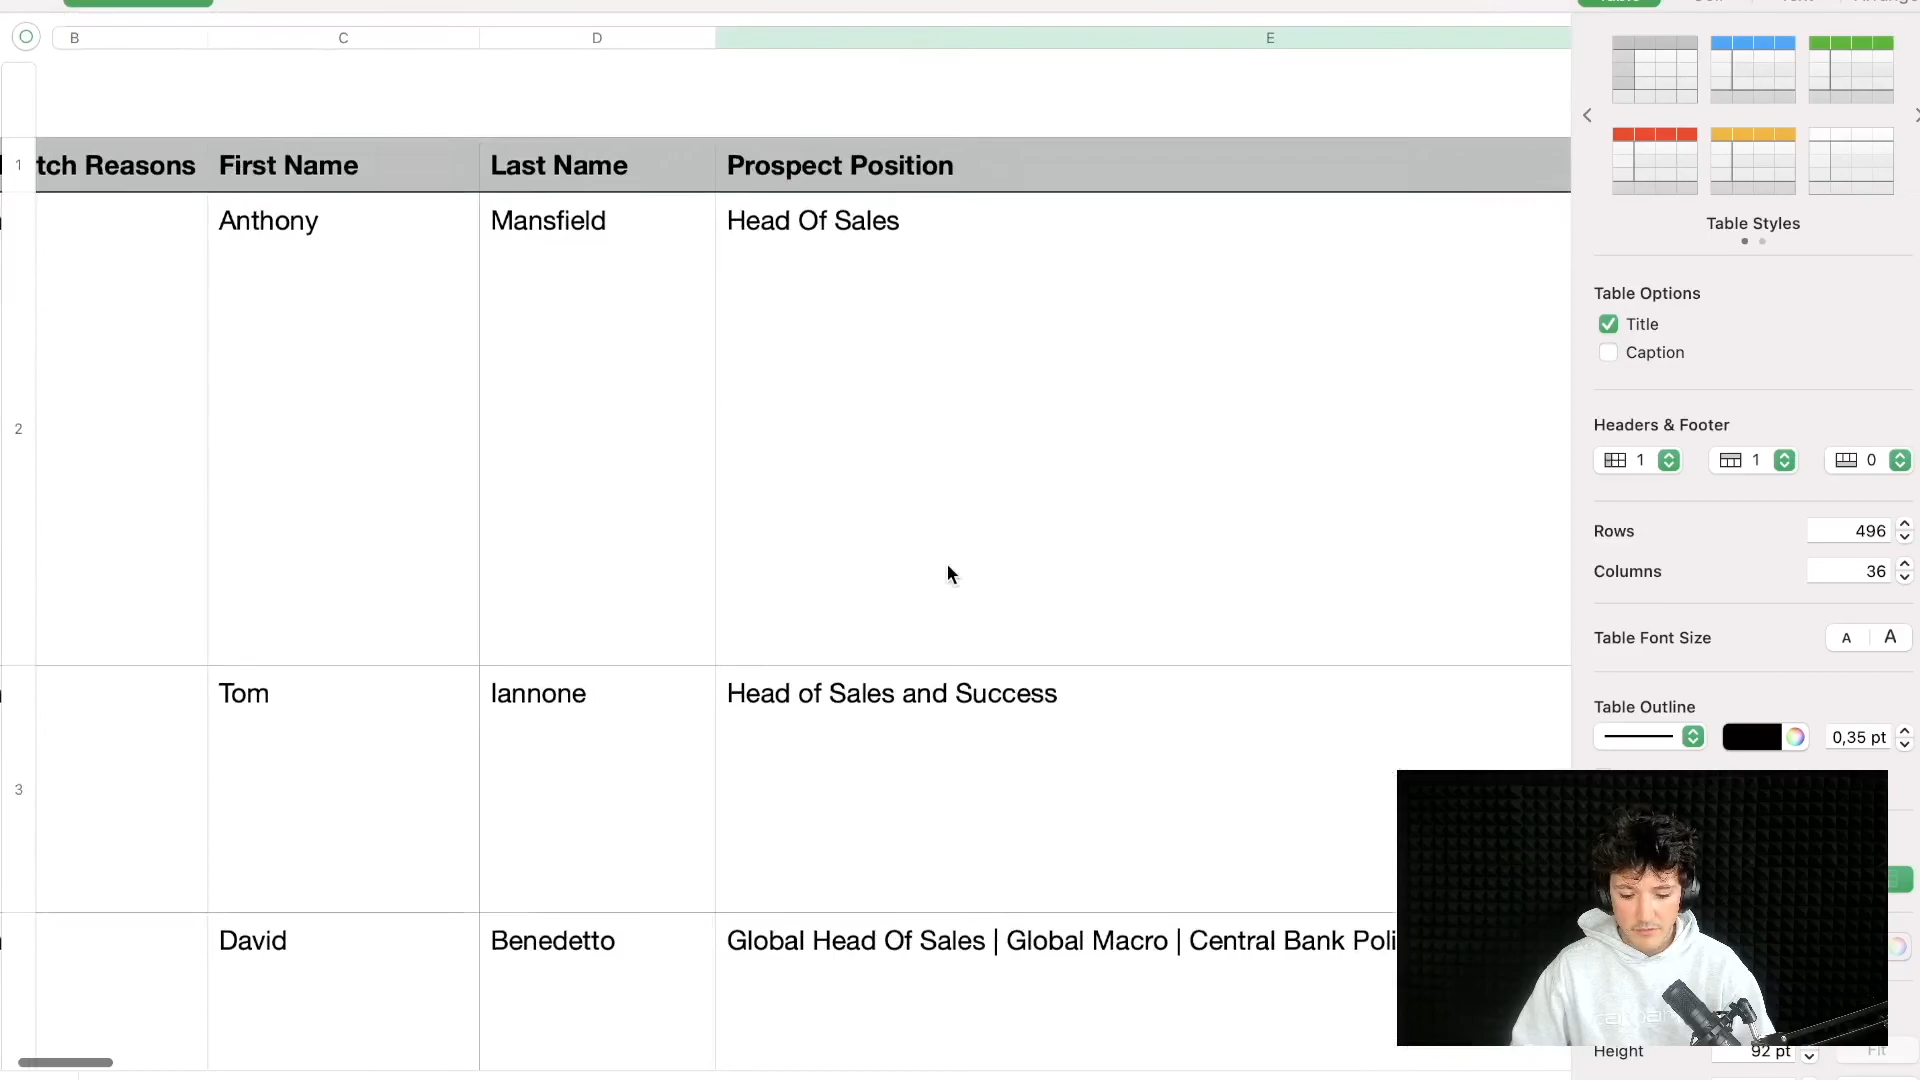 B C D E
1 tch Reasons First Name Last Name Prospect Position
2 Anthony Mansfield Head Of Sales
3 Tom Iannone Head of Sales and Success
David Benedetto Global Head Of Sales | Global Macro | Central Bank Poli
Table Styles
Table Options
Title
Caption
Headers & Footer
1 1 0
Rows 496
Columns 36
Table Font Size A A
Table Outline
0,35 pt
Height 92 pt Fit